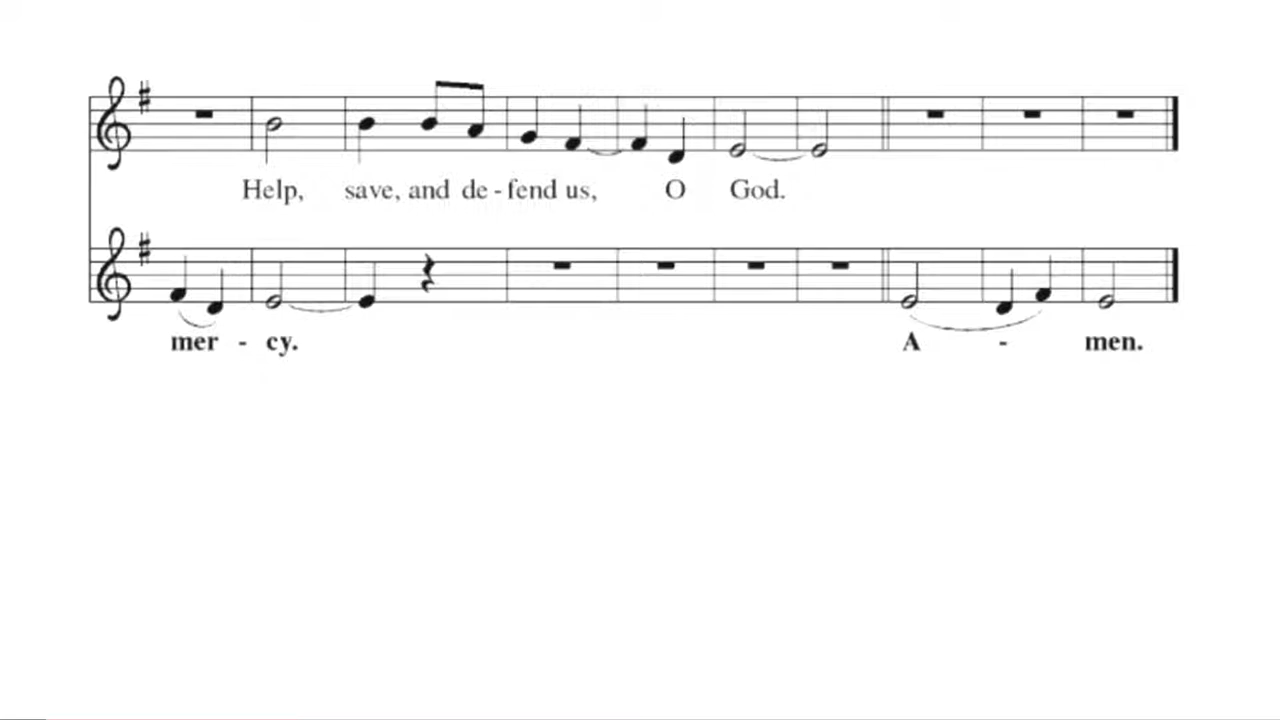 Help, save, and de - fend us, O God.
mer - cy. A - men.